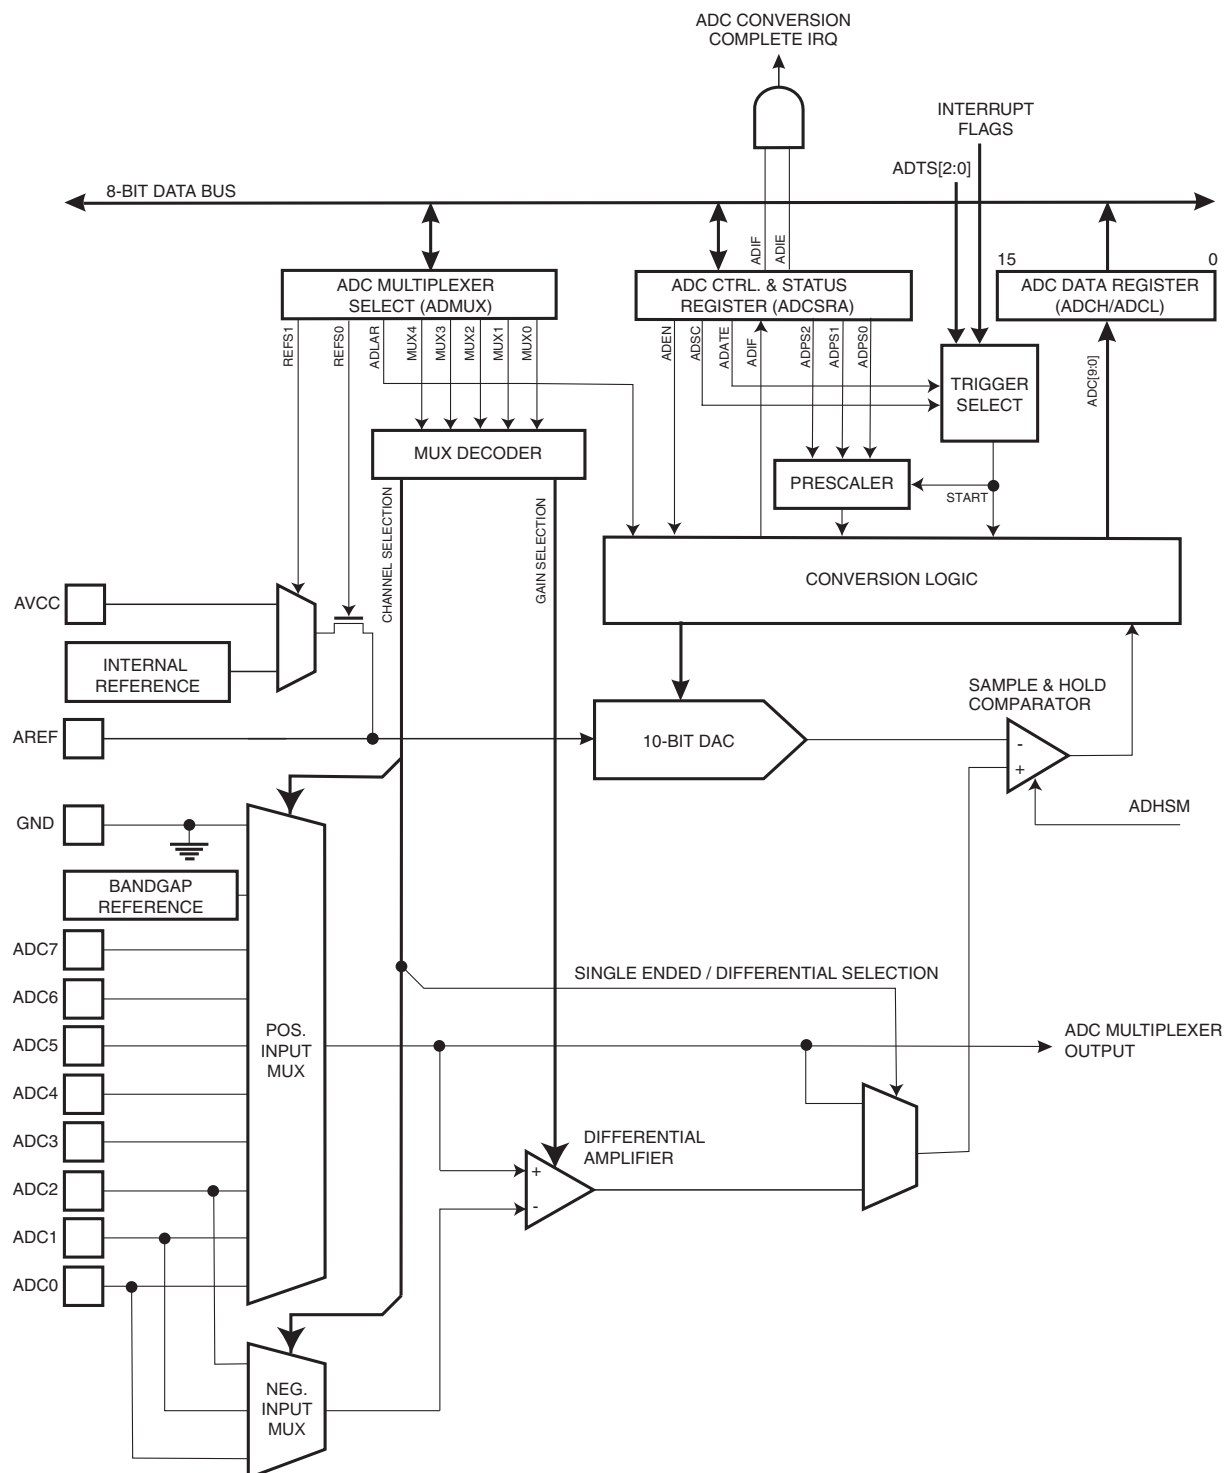 ADC CONVERSION
COMPLETE IRQ
INTERRUPT
FLAGS
ADTS[2:0]
8-BIT DATA BUS
ADIF
ADIE
15
0
ADC MULTIPLEXER
SELECT (ADMUX)
ADC CTRL. & STATUS
REGISTER (ADCSRA)
ADC DATA REGISTER
(ADCH/ADCL)
REFS1
REFS0
ADLAR
MUX4
MUX3
MUX2
MUX1
MUX0
ADEN
ADSC
ADATE
ADIF
ADPS2
ADPS1
ADPS0
TRIGGER
SELECT
ADC[9:0]
MUX DECODER
PRESCALER
START
CHANNEL SELECTION
GAIN SELECTION
CONVERSION LOGIC
AVCC
INTERNAL
REFERENCE
SAMPLE & HOLD
COMPARATOR
AREF
10-BIT DAC
-
+
ADHSM
GND
BANDGAP
REFERENCE
ADC7
SINGLE ENDED / DIFFERENTIAL SELECTION
ADC6
ADC5
POS.
INPUT
MUX
ADC MULTIPLEXER
OUTPUT
ADC4
ADC3
DIFFERENTIAL
AMPLIFIER
+
-
ADC2
ADC1
ADC0
NEG.
INPUT
MUX